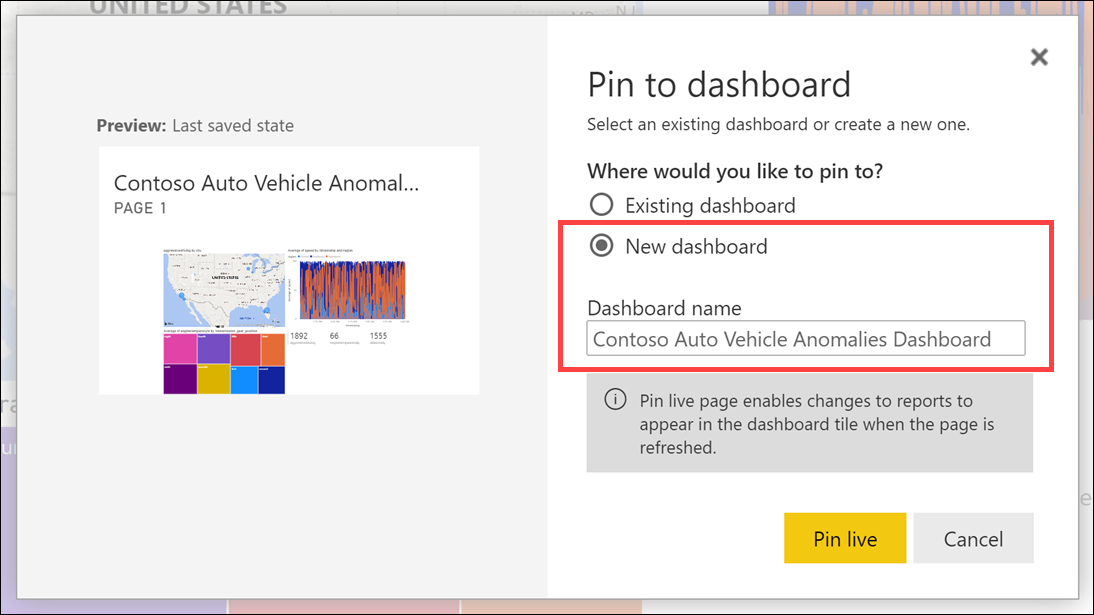 UNITED STATES
Preview: Last saved state
Contoso Auto Vehicle Anomal...
PAGE 1
UNITED STATES
1892
66
1555
Pin to dashboard
Select an existing dashboard or create a new one.
Where would you like to pin to?
Existing dashboard
New dashboard
Dashboard name
Contoso Auto Vehicle Anomalies Dashboard
Pin live page enables changes to reports to
appear in the dashboard tile when the page is
refreshed.
Pin live
Cancel